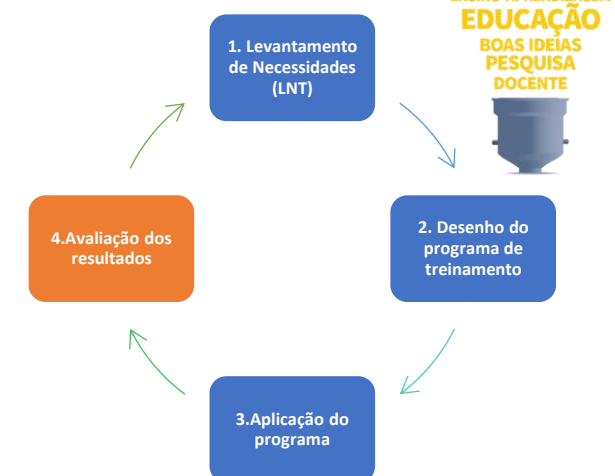 EDUCAÇÃO
BOAS IDEIAS
PESQUISA
DOCENTE
1. Levantamento
de Necessidades
(LNT)
2. Desenho do
programa de
treinamento
3.Aplicação do
programa
4.Avaliação dos
resultados